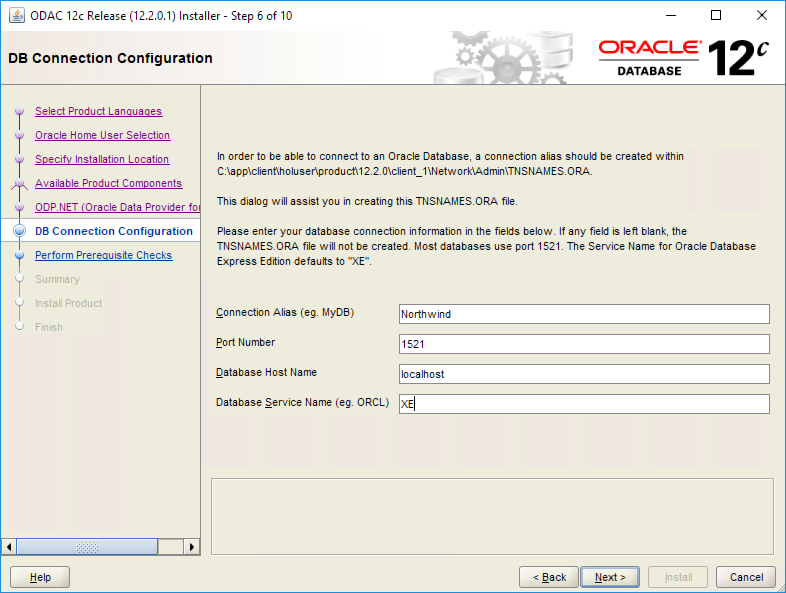 ODAC 12c Release (12.2.0.1) Installer - Step 6 of 10
DB Connection Configuration
ORACLE
DATABASE
12c
Select Product Languages
Oracle Home User Selection
Specify Installation Location
Available Product Components
ODP.NET (Oracle Data Provider for
DB Connection Configuration
Perform Prerequisite Checks
Summary
Install Product
Finish
In order to be able to connect to an Oracle Database, a connection alias should be created within
C:\app\client\holuser\product\12.2.0\client_1\Network\Admin\TNSNAMES.ORA.
This dialog will assist you in creating this TNSNAMES.ORA file.
Please enter your database connection information in the fields below. If any field is left blank, the
TNSNAMES.ORA file will not be created. Most databases use port 1521. The Service Name for Oracle Database
Express Edition defaults to "XE".
Connection Alias (eg. MyDB)
Northwind
Port Number
1521
Database Host Name
localhost
Database Service Name (eg. ORCL)
XE
Help
< Back
Next >
Install
Cancel